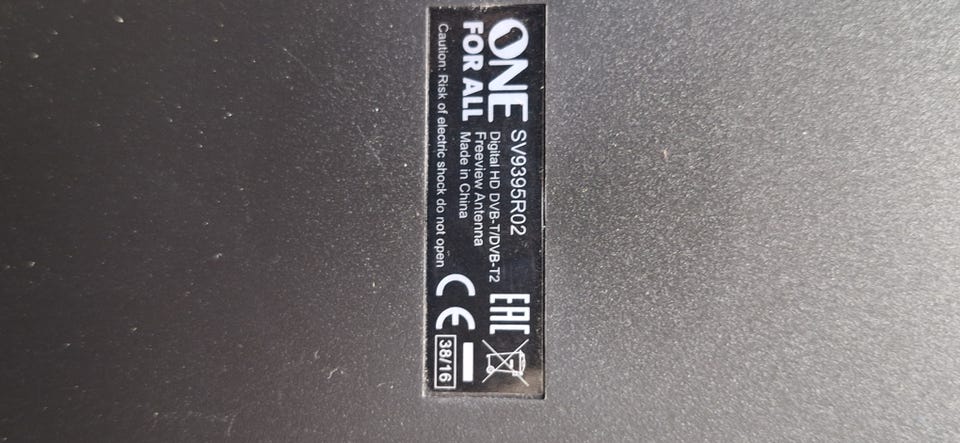 ONE
FOR ALL
SV9395R02
Digital HD DVB-T/DVB-T2
Freeview Antenna
Made in China
Caution: Risk of electric shock do not open
EAC
CE
38/16